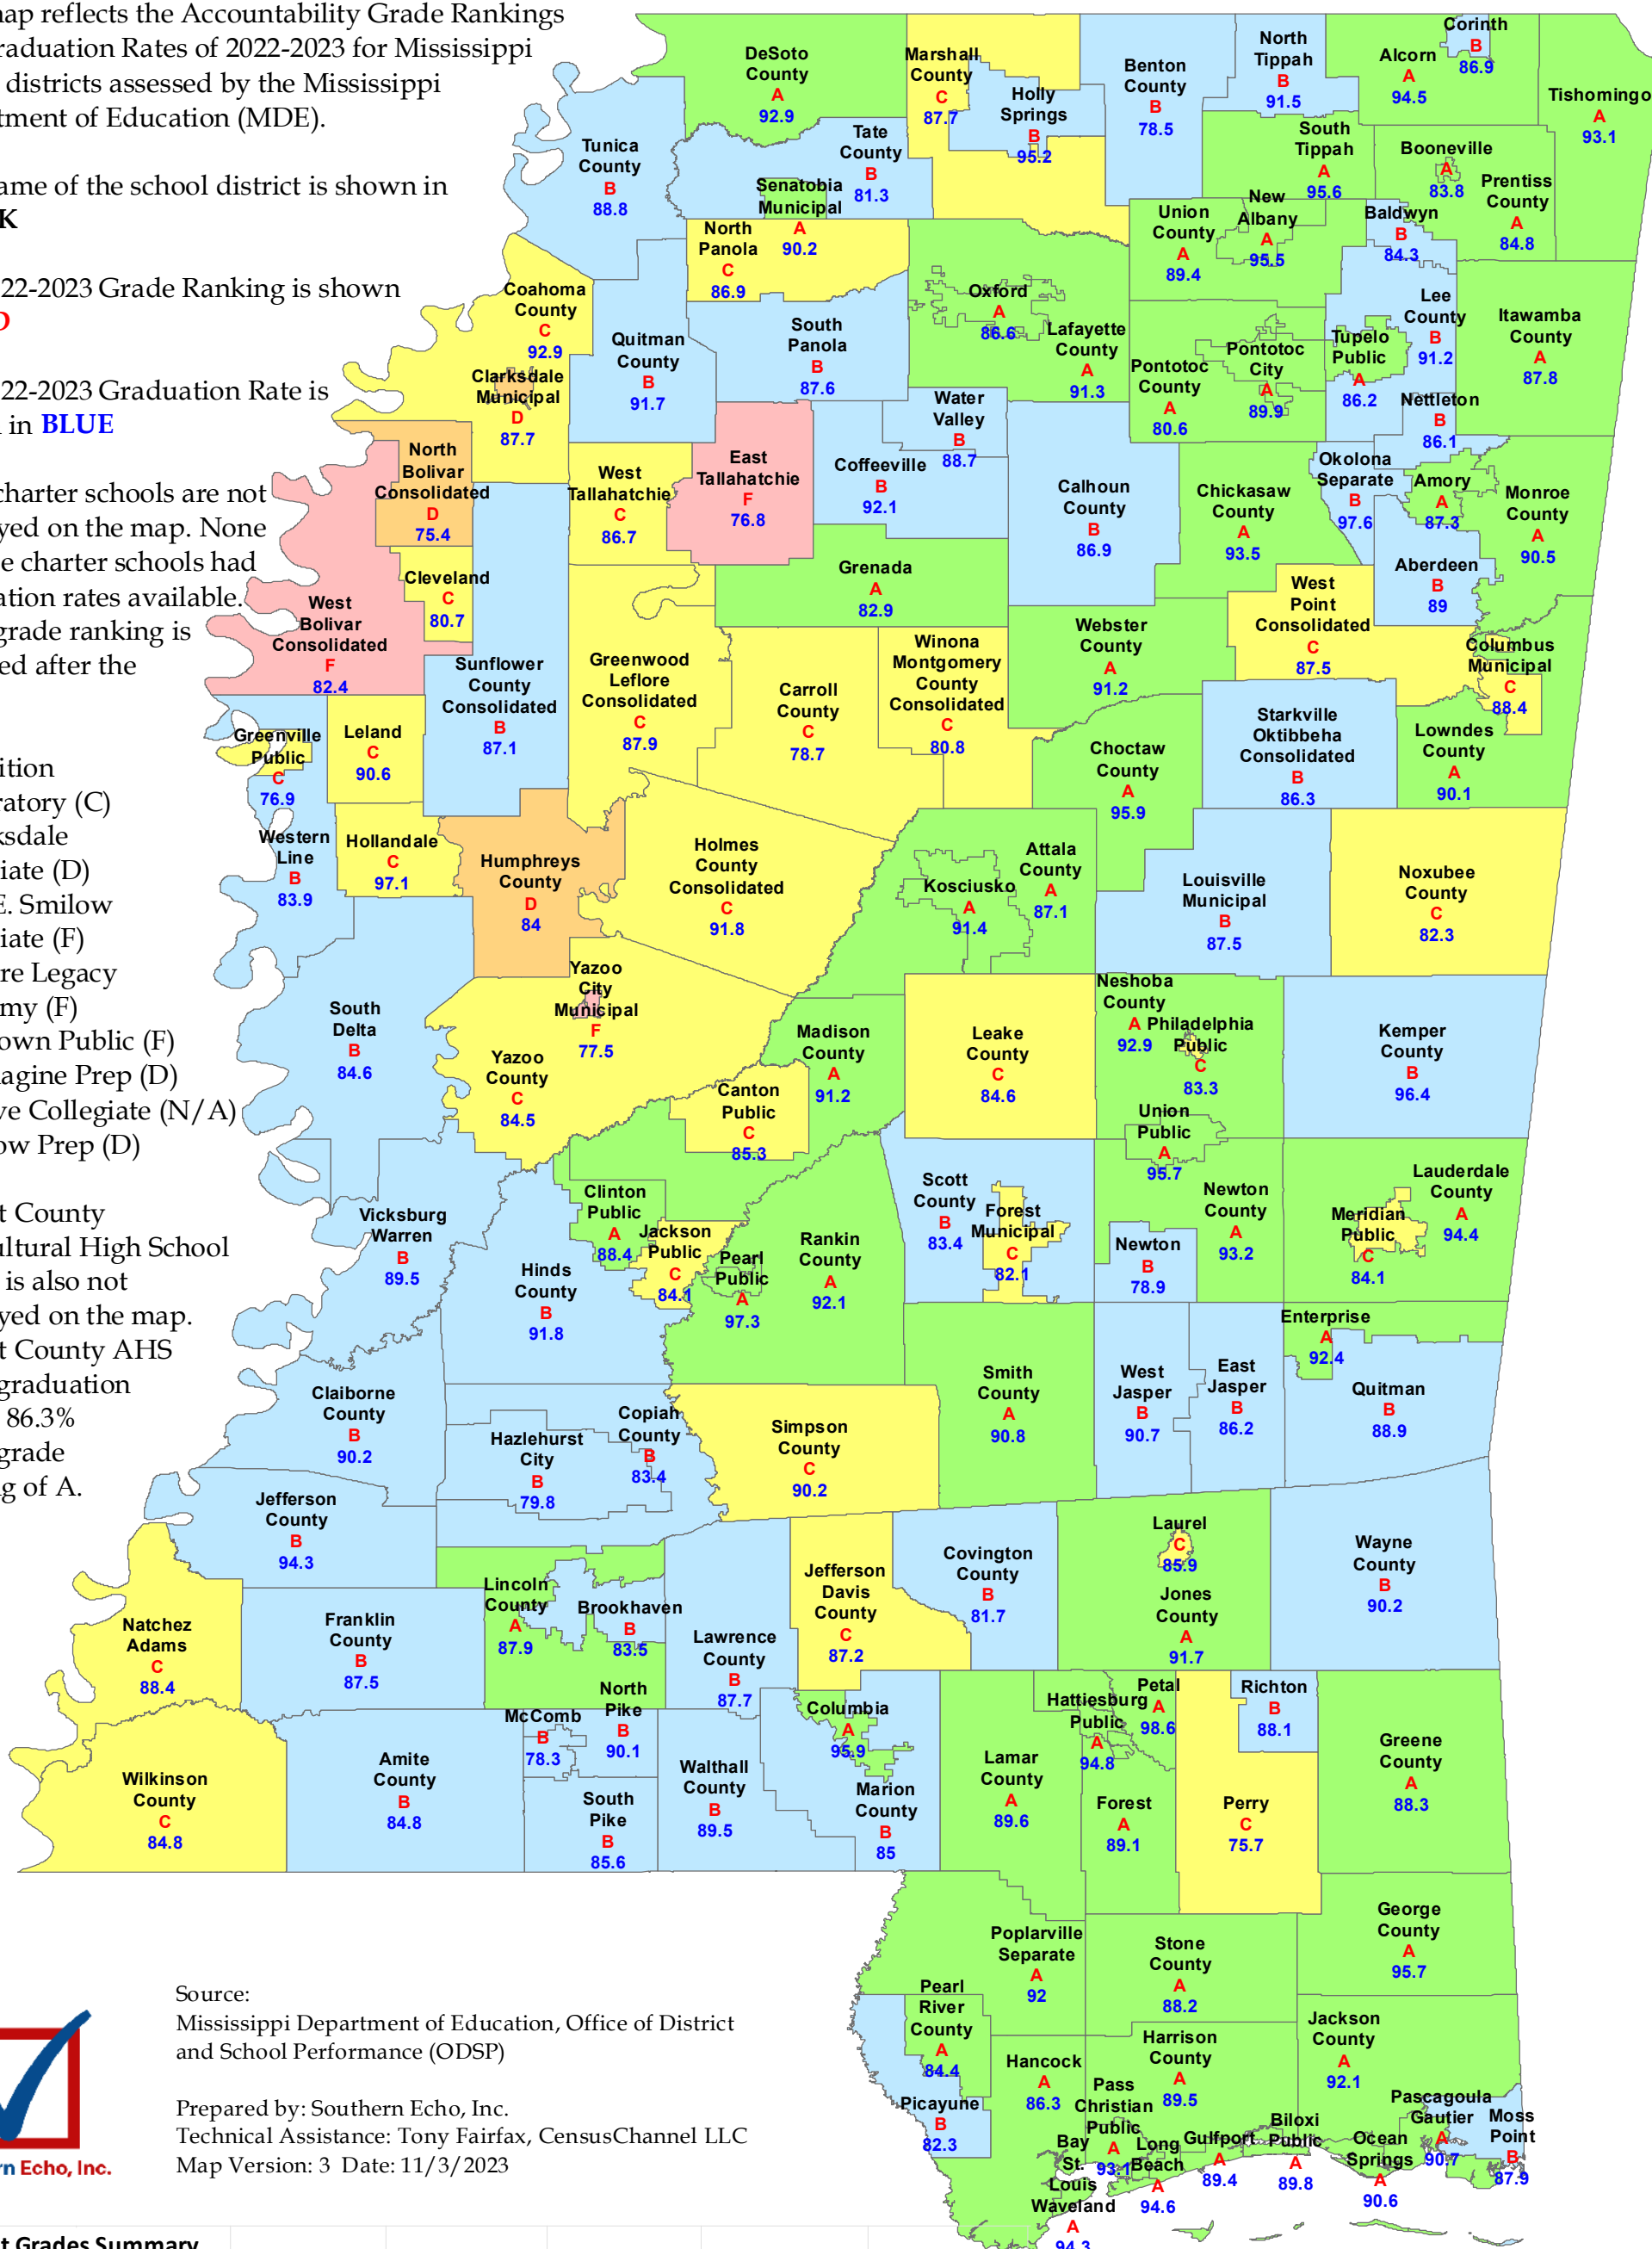 map reflects the Accountability Grade Rankings
raduation Rates of 2022-2023 for Mississippi
districts assessed by the Mississippi
tment of Education (MDE).
ame of the school district is shown in
K
22-2023 Grade Ranking is shown
D
22-2023 Graduation Rate is
in BLUE
charter schools are not
yed on the map. None
e charter schools had
ation rates available.
grade ranking is
ed after the
ition
ratory (C)
ksdale
iate (D)
E. Smilow
iate (F)
re Legacy
my (F)
own Public (F)
agine Prep (D)
ve Collegiate (N/A)
ow Prep (D)
t County
ultural High School
is also not
yed on the map.
t County AHS
graduation
86.3%
grade
g of A.
DeSoto
County
A
92.9
Marshall
County
C
87.7
Holly
Springs
B
95.2
Benton
County
B
78.5
North
Tippah
B
91.5
Alcorn
A
94.5
Corinth
B
86.9
Tishomingo
A
93.1
Tunica
County
B
88.8
Tate
County
B
81.3
Senatobia
Municipal
A
90.2
South
Tippah
A
95.6
Booneville
A
83.8
Prentiss
County
A
84.8
North
Panola
C
86.9
Union
County
A
89.4
New
Albany
A
95.5
Baldwyn
B
84.3
Coahoma
County
C
92.9
Clarksdale
Municipal
D
87.7
Quitman
County
B
91.7
South
Panola
B
87.6
Oxford
A
86.6
Lafayette
County
A
91.3
Pontotoc
County
A
80.6
Pontotoc
City
A
89.9
Tupelo
Public
A
86.2
Lee
County
B
91.2
Itawamba
County
A
87.8
Nettleton
B
86.1
North
Bolivar
Consolidated
D
75.4
West
Tallahatchie
C
86.7
East
Tallahatchie
F
76.8
Water
Valley
B
88.7
Coffeeville
B
92.1
Calhoun
County
B
86.9
Chickasaw
County
A
93.5
Okolona
Separate
B
97.6
Amory
A
87.3
Monroe
County
A
90.5
Aberdeen
B
89
Cleveland
C
80.7
West
Bolivar
Consolidated
F
82.4
Sunflower
County
Consolidated
B
87.1
Greenwood
Leflore
Consolidated
C
87.9
Grenada
A
82.9
Carroll
County
C
78.7
Winona
Montgomery
County
Consolidated
C
80.8
Webster
County
A
91.2
West
Point
Consolidated
C
87.5
Columbus
Municipal
C
88.4
Greenville
Public
C
76.9
Leland
C
90.6
Choctaw
County
A
95.9
Starkville
Oktibbeha
Consolidated
B
86.3
Lowndes
County
A
90.1
Western
Line
B
83.9
Hollandale
C
97.1
Humphreys
County
D
84
Holmes
County
Consolidated
C
91.8
Kosciusko
A
91.4
Attala
County
A
87.1
Louisville
Municipal
B
87.5
Noxubee
County
C
82.3
South
Delta
B
84.6
Yazoo
City
Municipal
F
77.5
Yazoo
County
C
84.5
Madison
County
A
91.2
Canton
Public
C
85.3
Leake
County
C
84.6
Neshoba
County
A
92.9
Philadelphia
Public
C
83.3
Kemper
County
B
96.4
Union
Public
A
95.7
Vicksburg
Warren
B
89.5
Hinds
County
B
91.8
Clinton
Public
A
88.4
Jackson
Public
C
84.1
Pearl
Public
A
97.3
Rankin
County
A
92.1
Scott
County
B
83.4
Forest
Municipal
C
82.1
Newton
County
A
93.2
Newton
B
78.9
Meridian
Public
C
84.1
Lauderdale
County
A
94.4
Enterprise
A
92.4
Quitman
B
88.9
Claiborne
County
B
90.2
Hazlehurst
City
B
79.8
Copiah
County
B
83.4
Simpson
County
C
90.2
Smith
County
A
90.8
West
Jasper
B
90.7
East
Jasper
B
86.2
Jefferson
County
B
94.3
Natchez
Adams
C
88.4
Franklin
County
B
87.5
Lincoln
County
A
87.9
Brookhaven
B
83.5
Lawrence
County
B
87.7
Jefferson
Davis
County
C
87.2
Covington
County
B
81.7
Laurel
C
85.9
Jones
County
A
91.7
Wayne
County
B
90.2
Wilkinson
County
C
84.8
Amite
County
B
84.8
McComb
B
78.3
North
Pike
B
90.1
South
Pike
B
85.6
Walthall
County
B
89.5
Columbia
A
95.9
Marion
County
B
85
Lamar
County
A
89.6
Hattiesburg
Public
A
94.8
Petal
A
98.6
Forest
A
89.1
Perry
C
75.7
Richton
B
88.1
Greene
County
A
88.3
Poplarville
Separate
A
92
Stone
County
A
88.2
George
County
A
95.7
Pearl
River
County
A
84.4
Picayune
B
82.3
Hancock
A
86.3
Harrison
County
A
89.5
Jackson
County
A
92.1
Pass
Christian
Public
A
93.1
Bay
St.
Louis
Waveland
A
94.3
Long
Beach
A
94.6
Gulfport
A
89.4
Biloxi
Public
A
89.8
Ocean
Springs
A
90.6
Pascagoula
Gautier
A
90.7
Moss
Point
B
87.9
Source:
Mississippi Department of Education, Office of District
and School Performance (ODSP)
Prepared by: Southern Echo, Inc.
Technical Assistance: Tony Fairfax, CensusChannel LLC
Map Version: 3 Date: 11/3/2023
rn Echo, Inc.
t Grades Summary